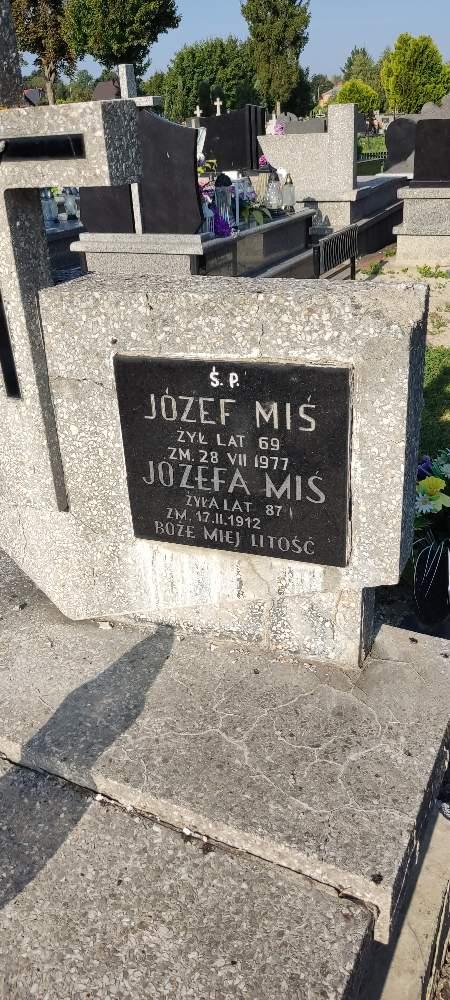 Ś.P.
JÓZEF MIŚ
ŻYŁ LAT 69
ZM. 28 VII 1977
JÓZEFA MIŚ
ŻYŁA LAT 87
ZM. 17.II.1912
BOŻE MIEJ LITOŚĆ